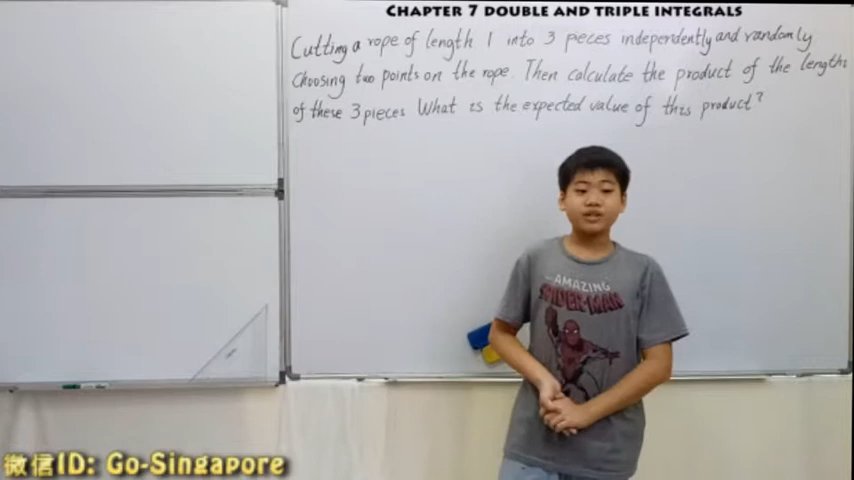 CHAPTER 7 DOUBLE AND TRIPLE INTEGRALS
Cutting a rope of length 1 into 3 pieces independently and randomly
choosing two points on the rope. Then calculate the product of the lengths
of these 3 pieces What is the expected value of this product?
AMAZING
SPIDER-MAN
微信ID: Go-Singapore